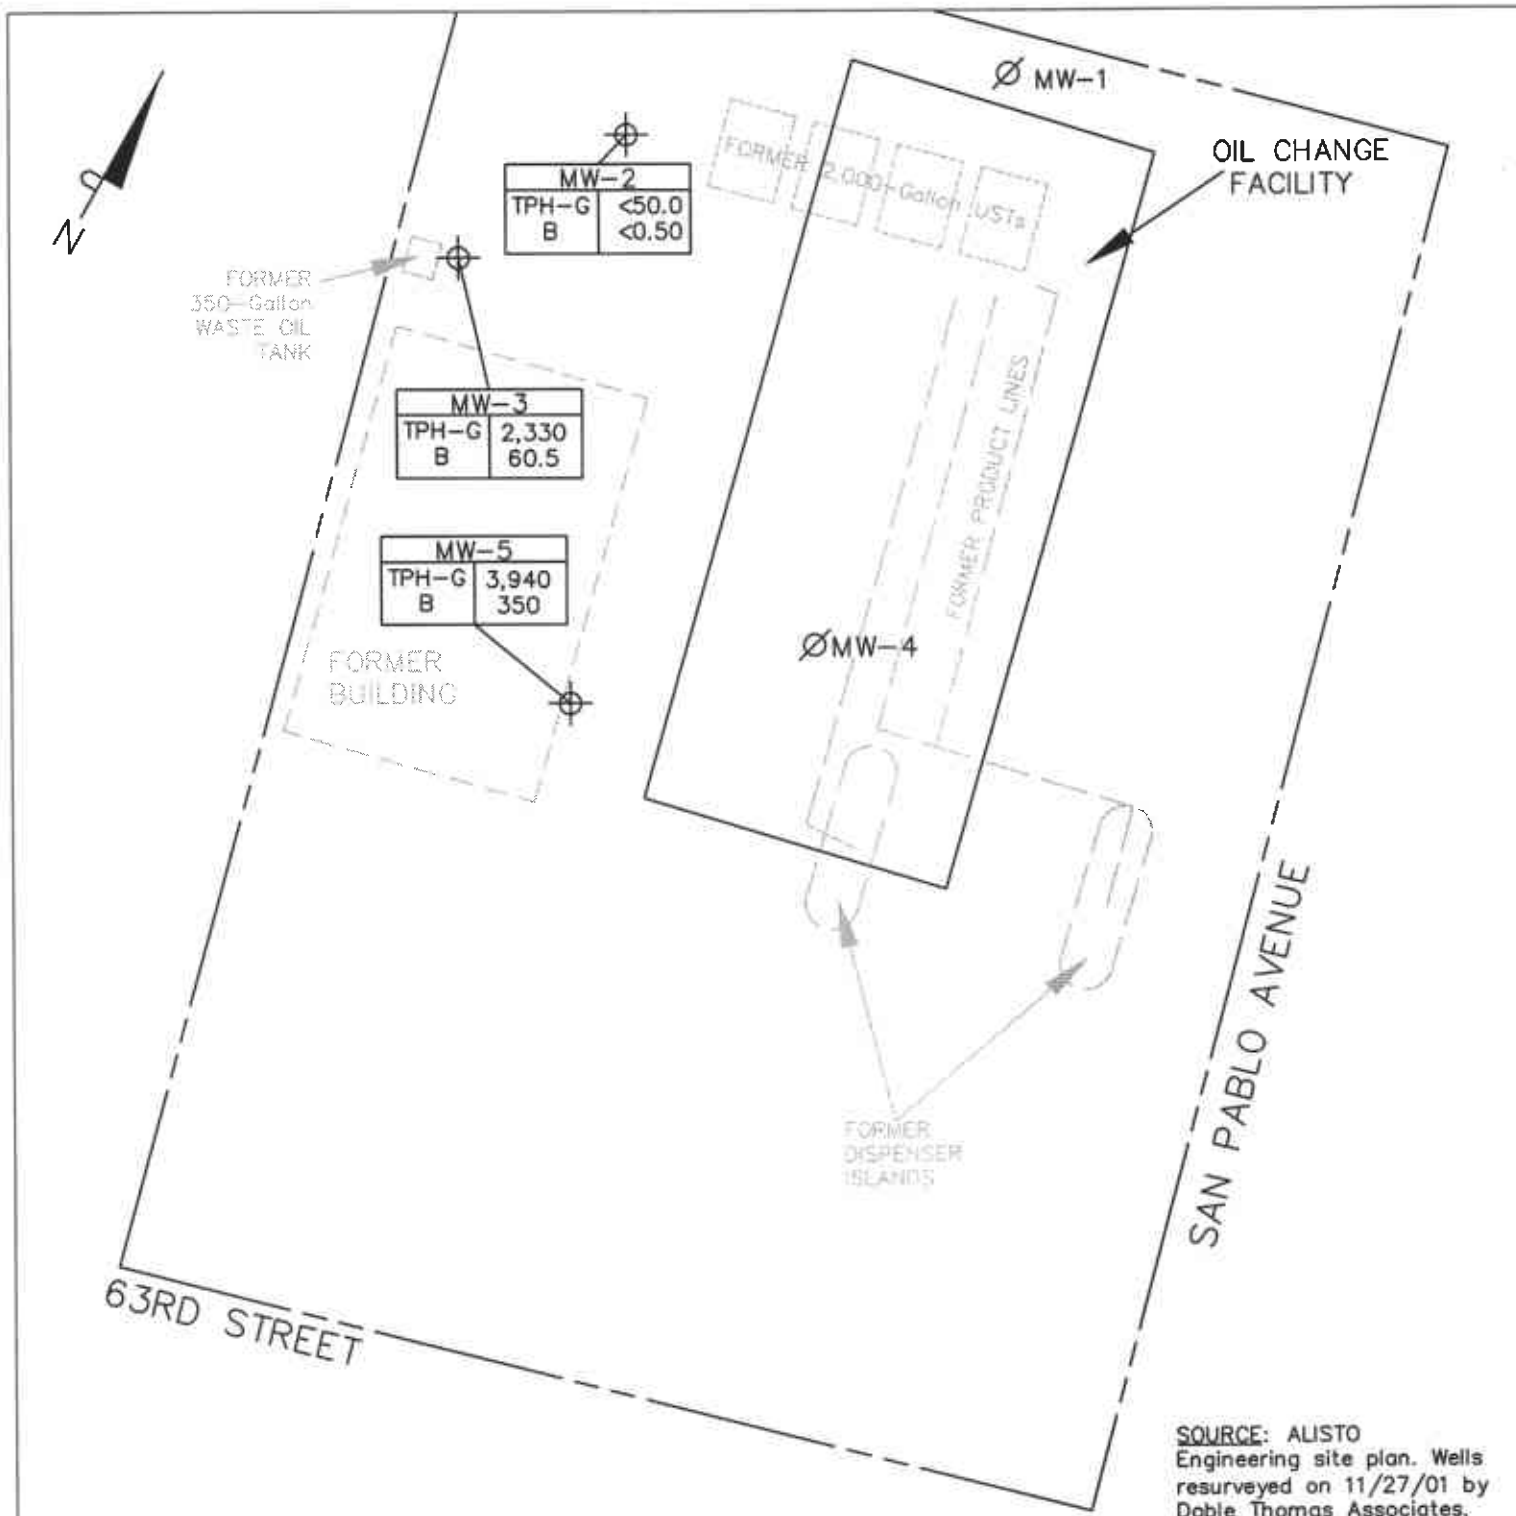 MW-1
OIL CHANGE
FACILITY
FORMER 2,000-Gallon USTs
MW-2
TPH-G <50.0
B <0.50
N
FORMER
350-Gallon
WASTE OIL
TANK
MW-3
TPH-G 2,330
B 60.5
FORMER PRODUCT LINES
MW-5
TPH-G 3,940
B 350
MW-4
FORMER
BUILDING
SAN PABLO AVENUE
FORMER
DISPENSER
ISLANDS
63RD STREET
SOURCE: ALISTO
Engineering site plan. Wells
resurveyed on 11/27/01 by
Doble Thomas Associates.